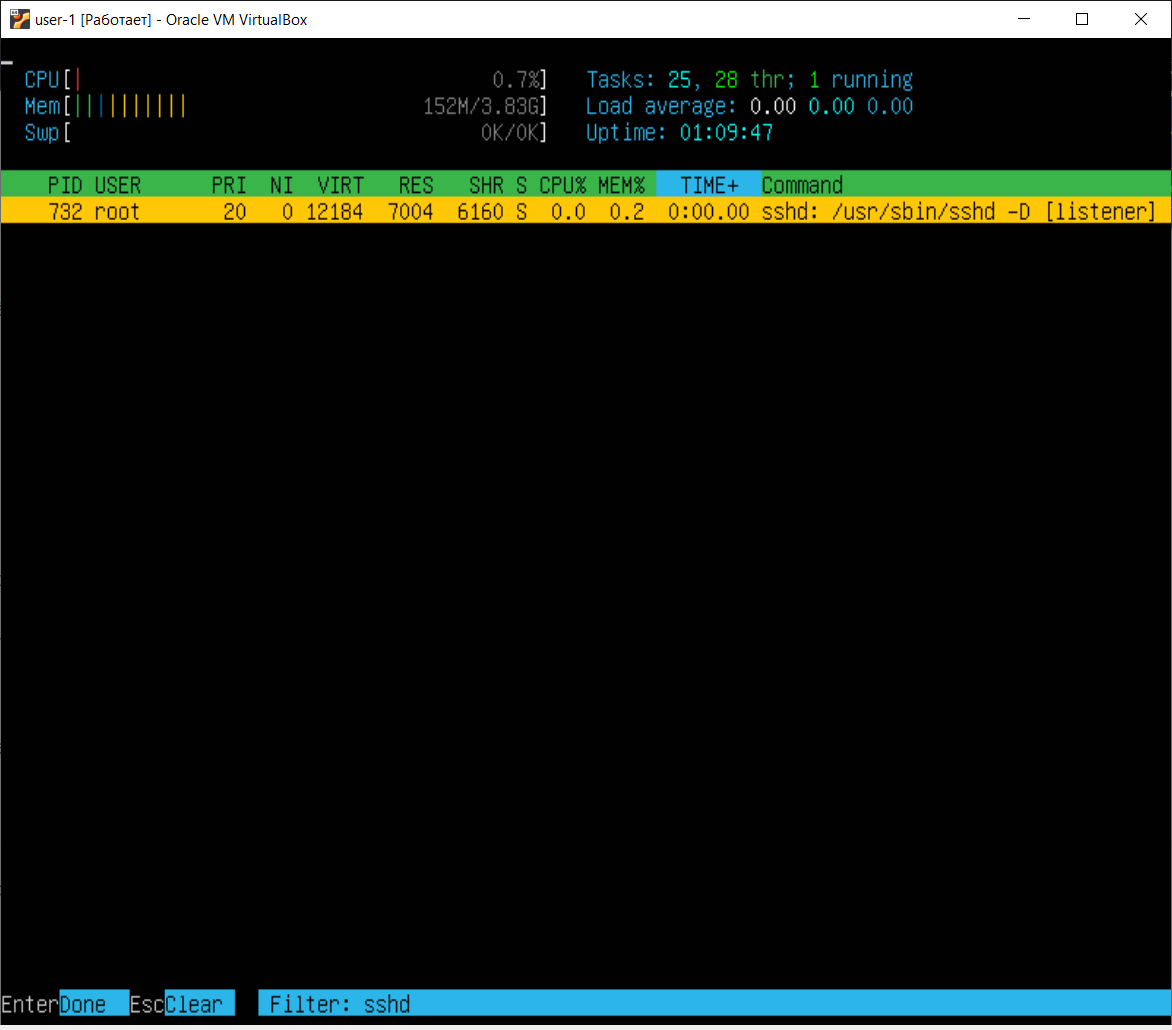 user-1 [Работает] - Oracle VM VirtualBox
CPU[| 0.7%] Tasks: 25, 28 thr; 1 running
Mem[|||||||||| 152M/3.83G] Load average: 0.00 0.00 0.00
Swp[ 0K/0K] Uptime: 01:09:47
PID USER PRI NI VIRT RES SHR S CPU% MEM% TIME+ Command
732 root 20 0 12184 7004 6160 S 0.0 0.2 0:00.00 sshd: /usr/sbin/sshd -D [listener]
EnterDone EscClear Filter: sshd